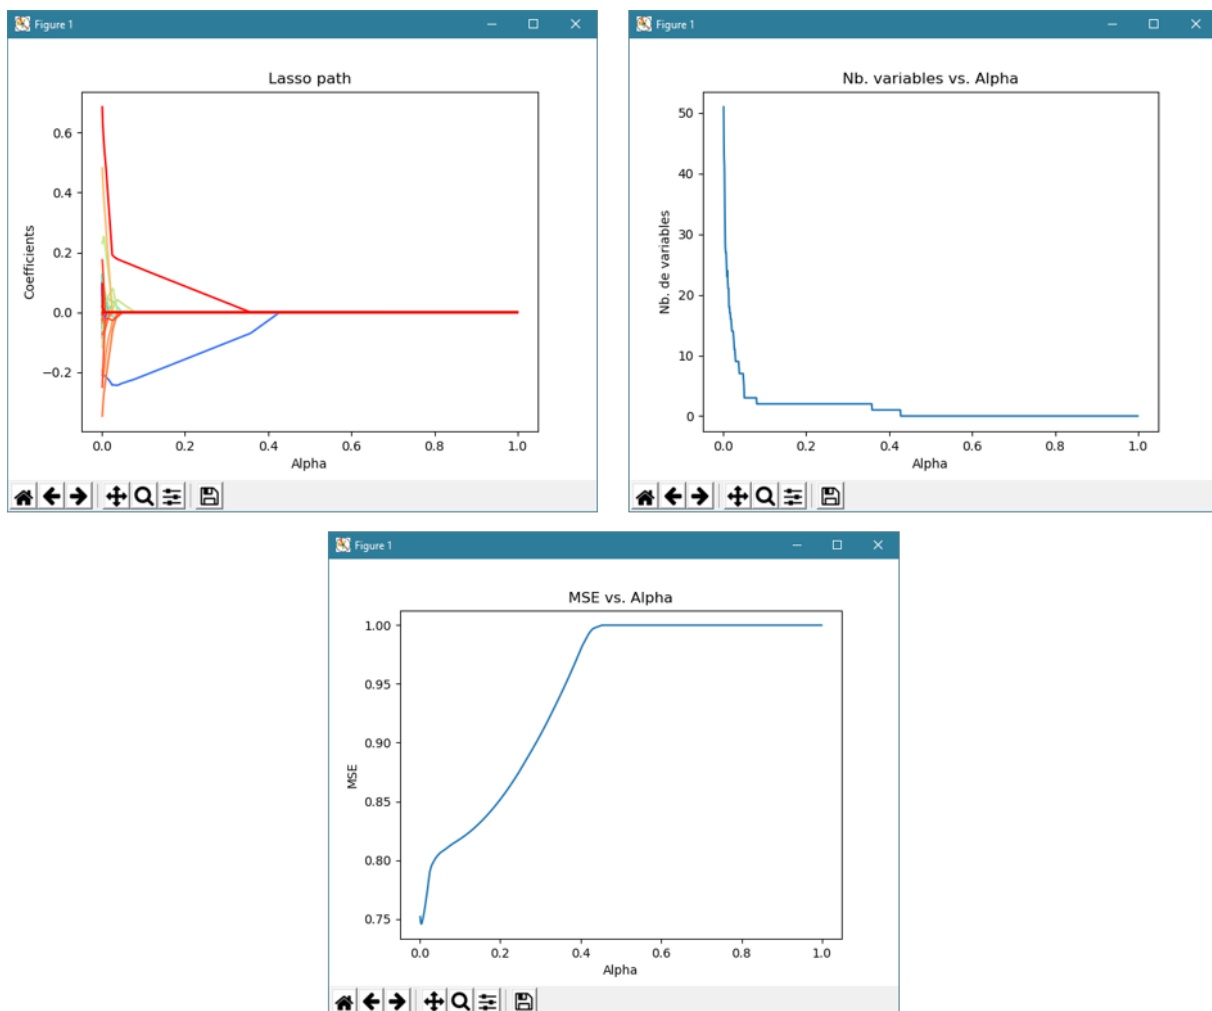 Figure 1
Lasso path
Coefficients
0.6
0.4
0.2
0.0
−0.2
0.0 0.2 0.4 0.6 0.8 1.0
Alpha
Figure 1
Nb. variables vs. Alpha
Nb. de variables
50
40
30
20
10
0
0.0 0.2 0.4 0.6 0.8 1.0
Alpha
Figure 1
MSE vs. Alpha
MSE
1.00
0.95
0.90
0.85
0.80
0.75
0.0 0.2 0.4 0.6 0.8 1.0
Alpha